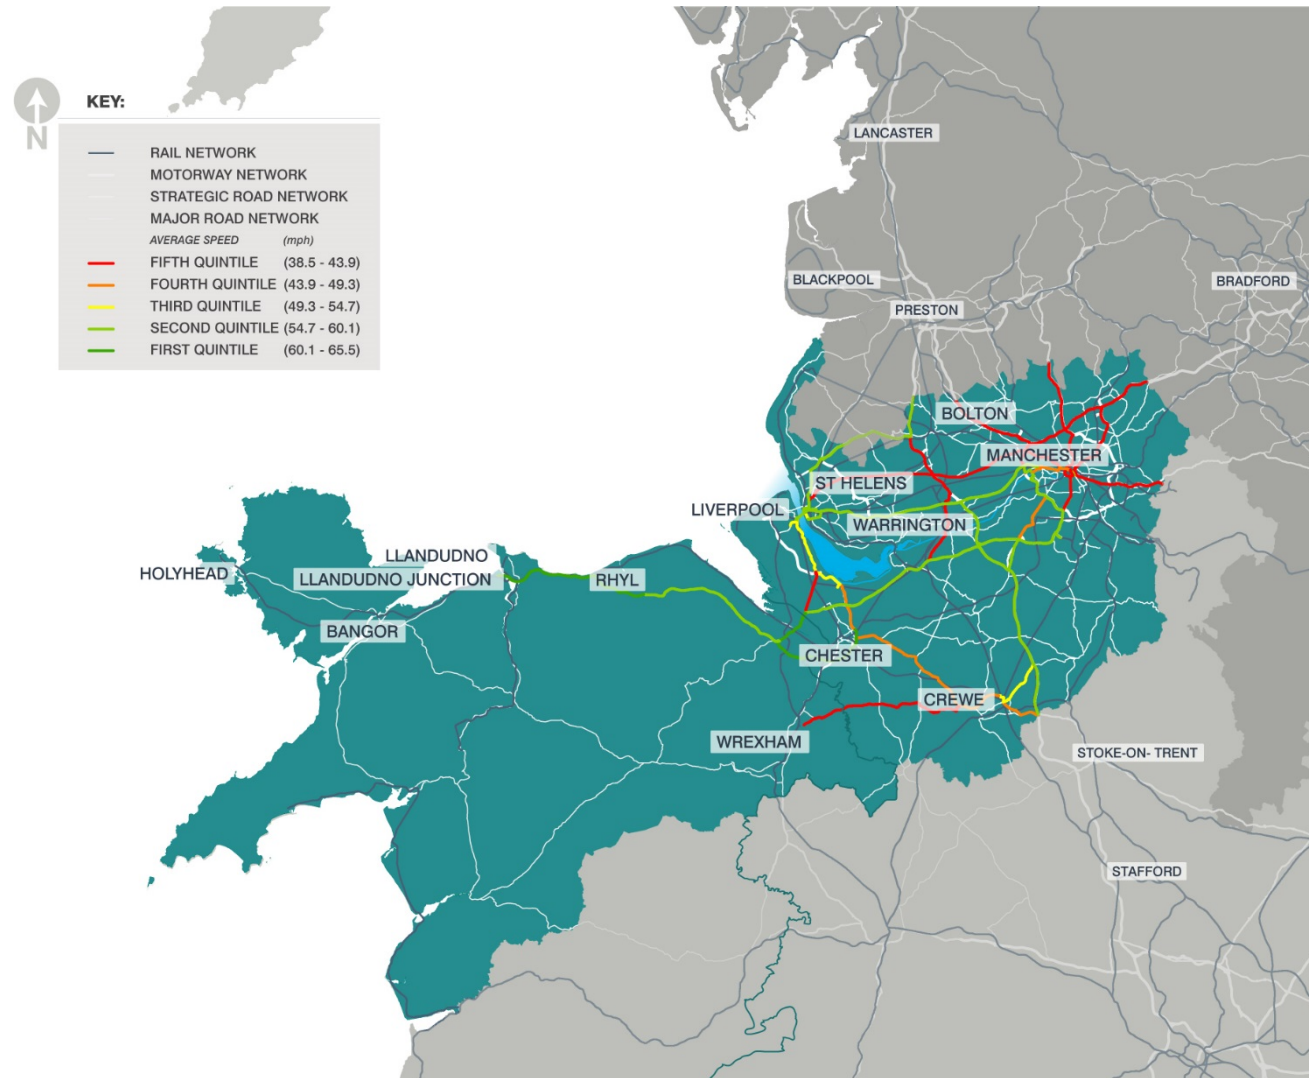 KEY:
N
RAIL NETWORK
MOTORWAY NETWORK
STRATEGIC ROAD NETWORK
MAJOR ROAD NETWORK
AVERAGE SPEED (mph)
FIFTH QUINTILE (38.5 - 43.9)
FOURTH QUINTILE (43.9 - 49.3)
THIRD QUINTILE (49.3 - 54.7)
SECOND QUINTILE (54.7 - 60.1)
FIRST QUINTILE (60.1 - 65.5)
LANCASTER
BLACKPOOL
BRADFORD
PRESTON
BOLTON
MANCHESTER
ST HELENS
LIVERPOOL
WARRINGTON
LLANDUDNO
HOLYHEAD
LLANDUDNO JUNCTION
RHYL
BANGOR
CHESTER
CREWE
WREXHAM
STOKE-ON- TRENT
STAFFORD